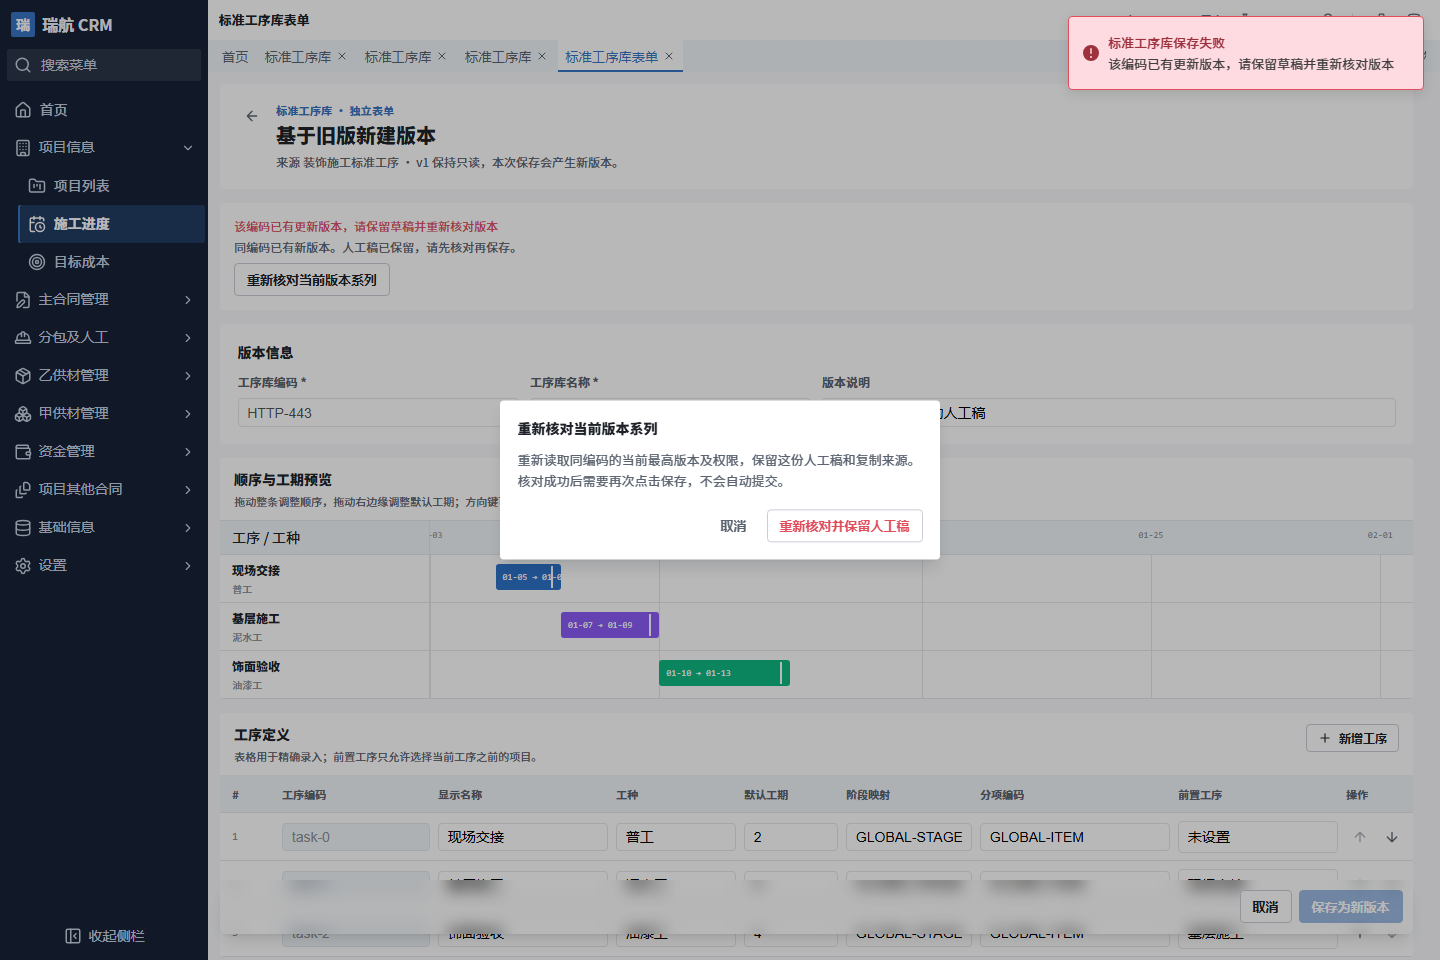 瑞 瑞航 CRM
搜索菜单
首页
项目信息
项目列表
施工进度
目标成本
主合同管理
分包及人工
乙供材管理
甲供材管理
资金管理
项目其他合同
基础信息
设置
收起侧栏
标准工序库表单
首页 标准工序库 标准工序库 标准工序库 标准工序库表单
标准工序库保存失败
该编码已有更新版本，请保留草稿并重新核对版本
标准工序库 • 独立表单
基于旧版新建版本
来源 装饰施工标准工序 • v1 保持只读，本次保存会产生新版本。
该编码已有更新版本，请保留草稿并重新核对版本
同编码已有新版本。人工稿已保留，请先核对再保存。
重新核对当前版本系列
版本信息
工序库编码 * 工序库名称 * 版本说明
HTTP-443 人工稿
重新核对当前版本系列
重新读取同编码的当前最高版本及权限，保留这份人工稿和复制来源。
核对成功后需要再次点击保存，不会自动提交。
取消 重新核对并保留人工稿
顺序与工期预览
拖动整条调整顺序，拖动右边缘调整默认工期；方向键
工序 / 工种 -03 01-25 02-01
现场交接
普工
01-05 → 01-0
基层施工
泥水工
01-07 → 01-09
饰面验收
油漆工
01-10 → 01-13
工序定义
表格用于精确录入；前置工序只允许选择当前工序之前的项目。
新增工序
# 工序编码 显示名称 工种 默认工期 阶段映射 分项编码 前置工序 操作
1 task-0 现场交接 普工 2 GLOBAL-STAGE GLOBAL-ITEM 未设置
取消 保存为新版本
task-2 饰面验收 油漆工 4 GLOBAL-STAGE GLOBAL-ITEM 基层施工